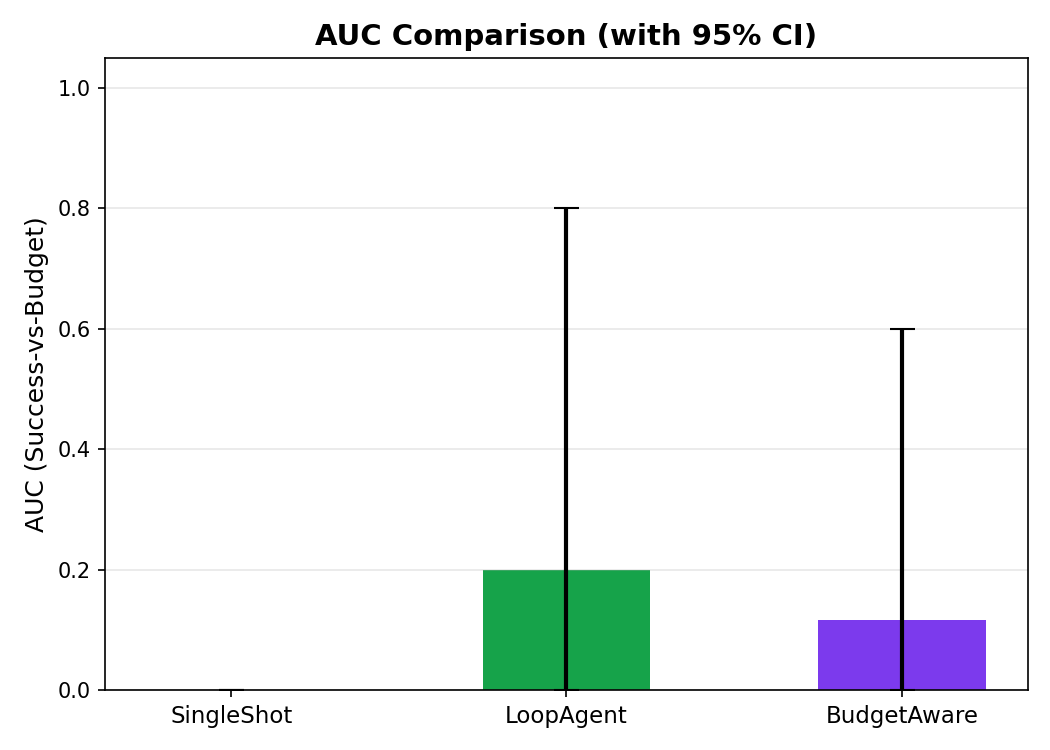 AUC Comparison (with 95% CI)
AUC (Success-vs-Budget)
1.0
0.8
0.6
0.4
0.2
0.0
SingleShot LoopAgent BudgetAware